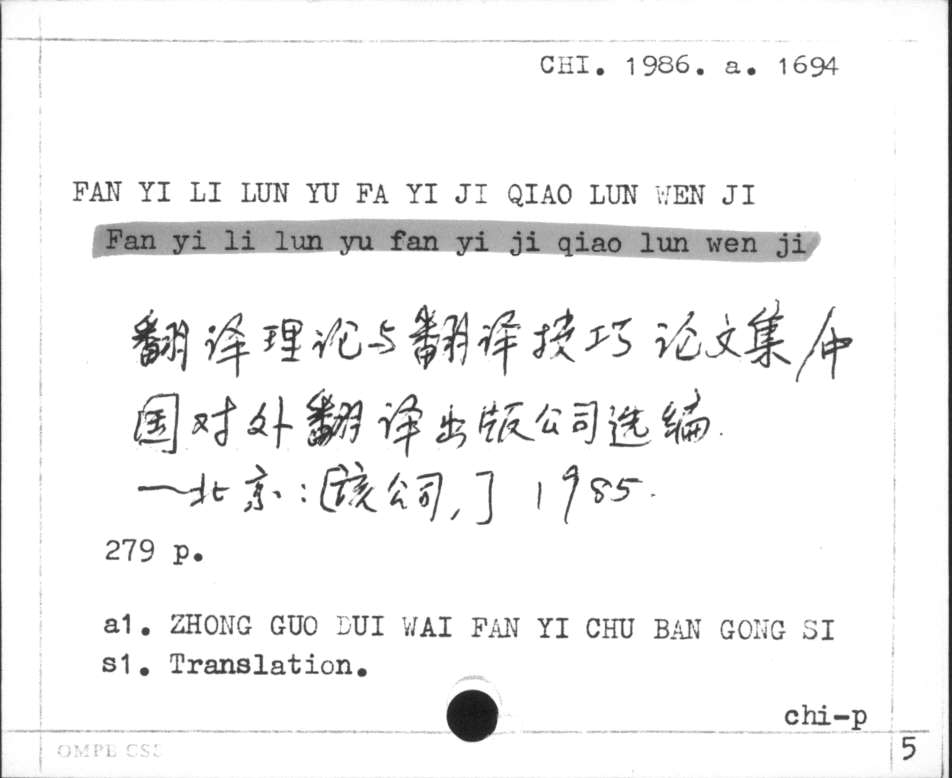 CHI. 1986. a. 1694
FAN YI LI LUN YU FA YI JI QIAO LUN WEN JI
Fan yi li lun yu fan yi ji qiao lun wen ji
翻译理论与翻译技巧论文集/中
国对外翻译出版公司选编.
一北京:[该公司,] 1985.
279 p.
a1. ZHONG GUO DUI WAI FAN YI CHU BAN GONG SI
s1. Translation.
chi-p
5